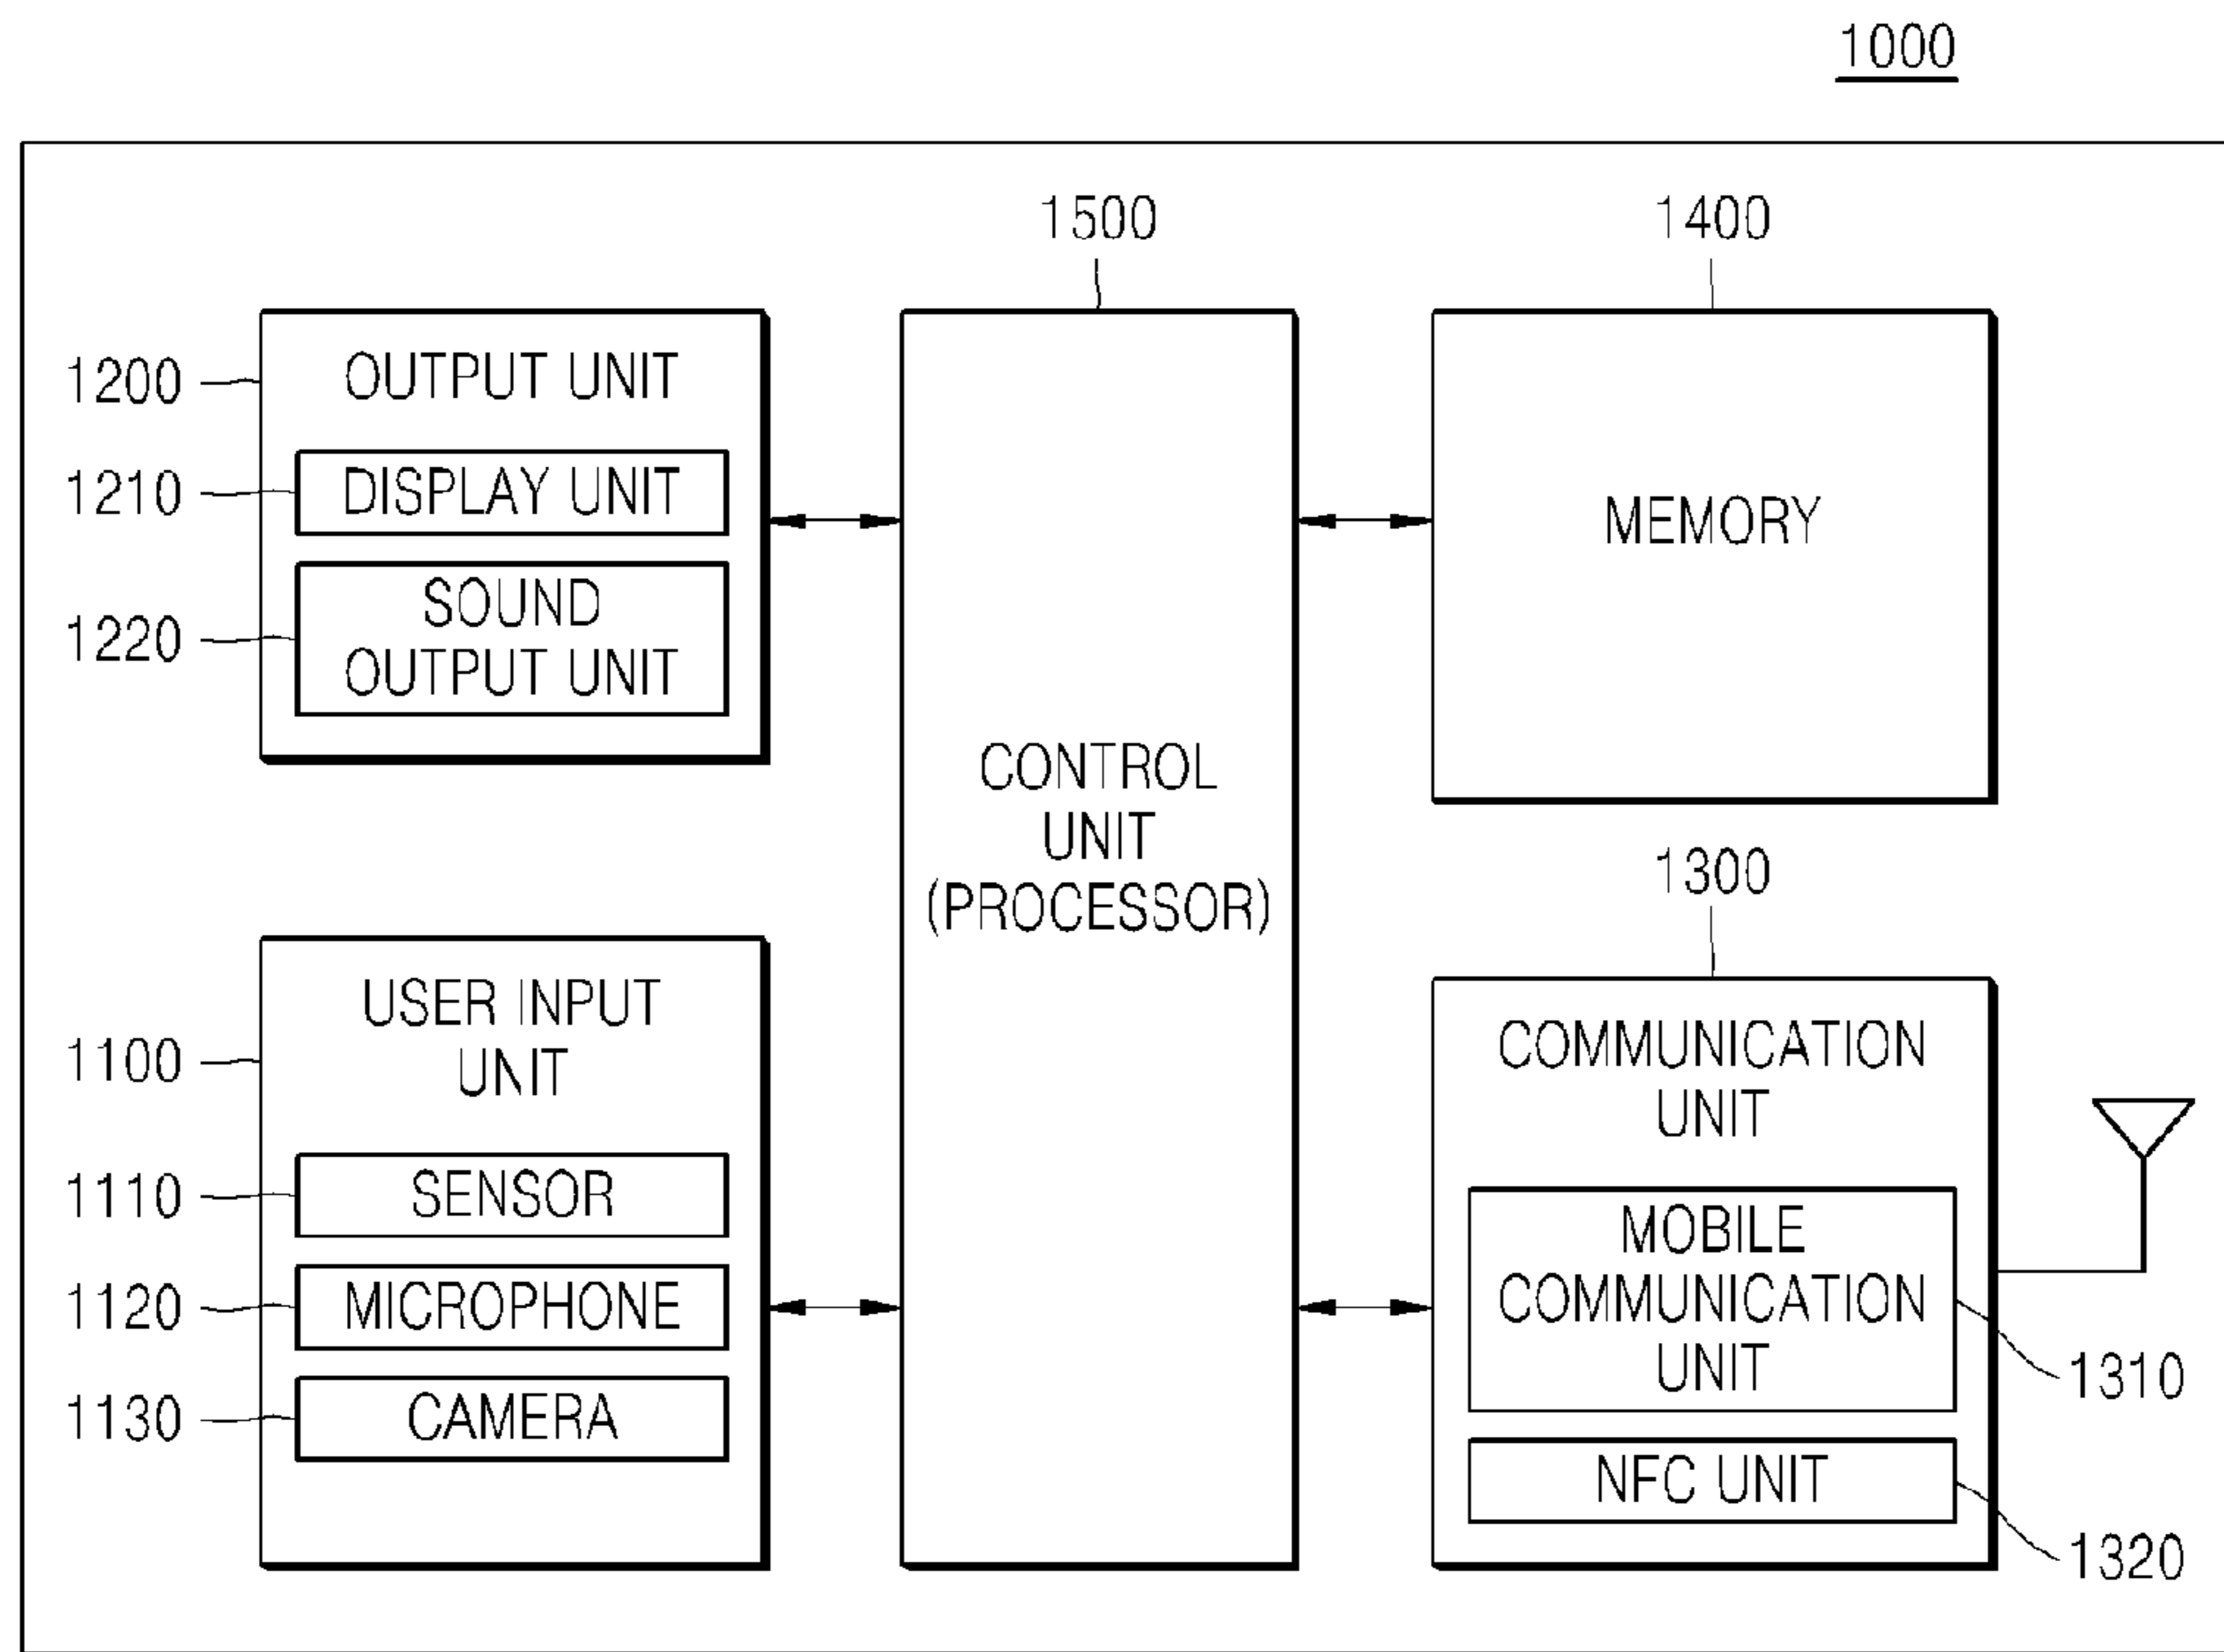 1000
1500
1400
1200
OUTPUT UNIT
1210
DISPLAY UNIT
1220
SOUND
OUTPUT UNIT
MEMORY
CONTROL
UNIT
(PROCESSOR)
1300
1100
USER INPUT
UNIT
1110
SENSOR
1120
MICROPHONE
1130
CAMERA
COMMUNICATION
UNIT
MOBILE
COMMUNICATION
UNIT
1310
NFC UNIT
1320